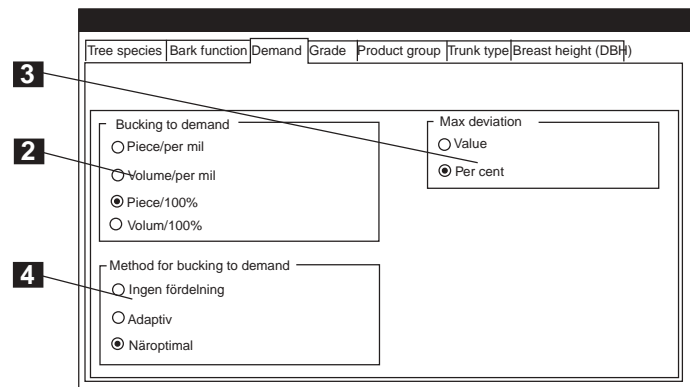 Tree species Bark function Demand Grade Product group Trunk type Breast height (DBH)
3
Bucking to demand
Max deviation
Piece/per mil
Value
2
Volume/per mil
Per cent
Piece/100%
Volum/100%
4
Method for bucking to demand
Ingen fördelning
Adaptiv
Näroptimal